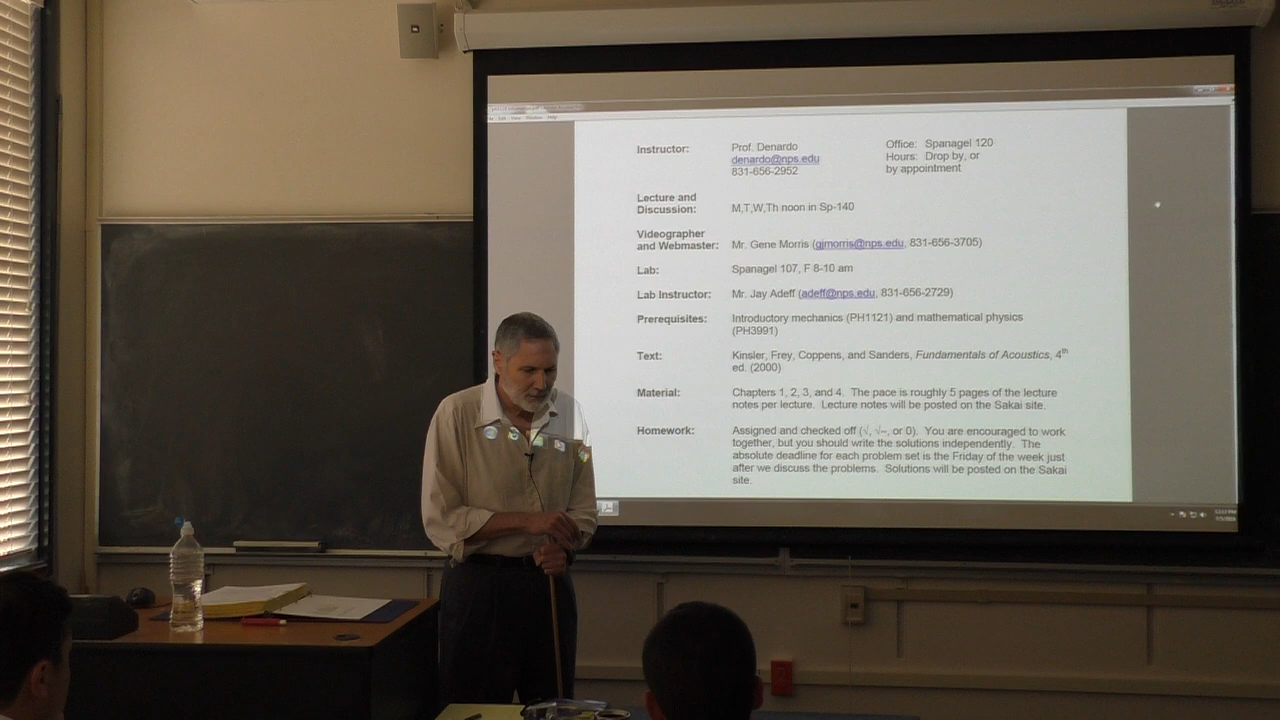 Edit View Window Help
Instructor: Prof. Denardo Office: Spanagel 120
denardo@nps.edu Hours: Drop by, or
831-656-2952 by appointment
Lecture and
Discussion: M,T,W,Th noon in Sp-140
Videographer
and Webmaster: Mr. Gene Morris (gjmorris@nps.edu, 831-656-3705)
Lab: Spanagel 107, F 8-10 am
Lab Instructor: Mr. Jay Adeff (adeff@nps.edu, 831-656-2729)
Prerequisites: Introductory mechanics (PH1121) and mathematical physics
(PH3991)
Text: Kinsler, Frey, Coppens, and Sanders, Fundamentals of Acoustics, 4th
ed. (2000)
Material: Chapters 1, 2, 3, and 4. The pace is roughly 5 pages of the lecture
notes per lecture. Lecture notes will be posted on the Sakai site.
Homework: Assigned and checked off (√, √–, or 0). You are encouraged to work
together, but you should write the solutions independently. The
absolute deadline for each problem set is the Friday of the week just
after we discuss the problems. Solutions will be posted on the Sakai
site.